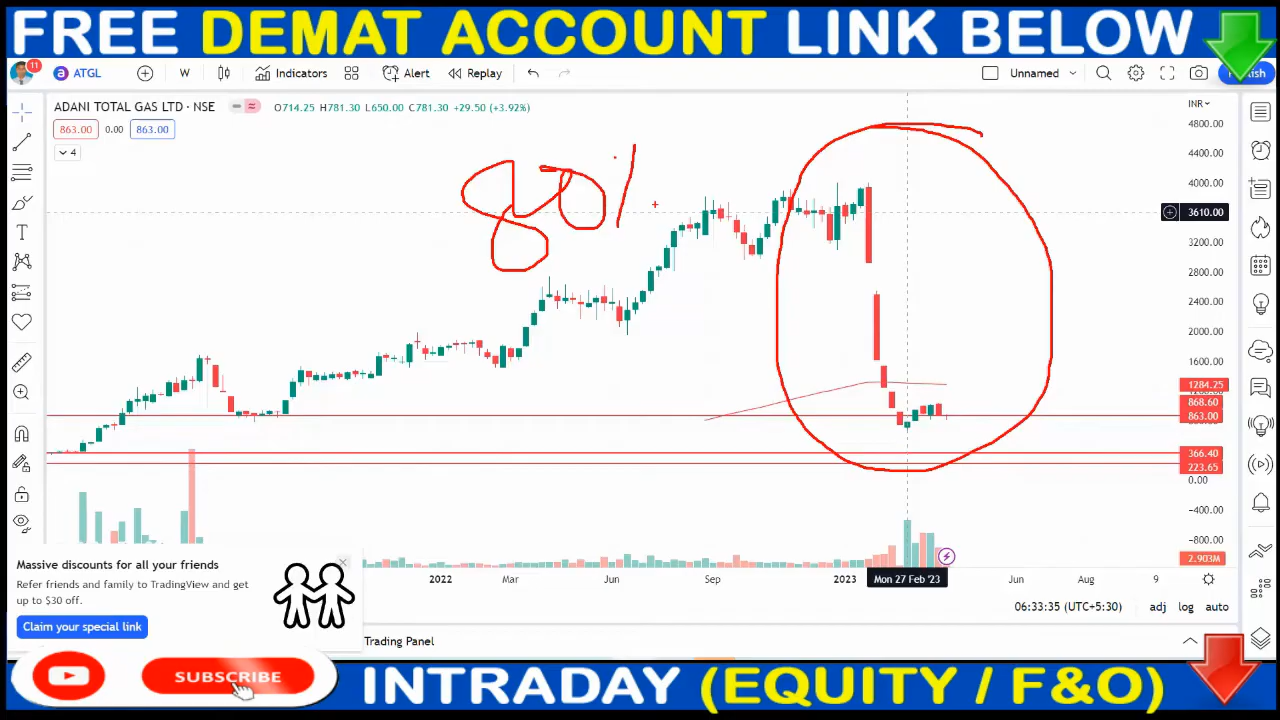 FREE DEMAT ACCOUNT LINK BELOW
11
ATGL
W
Indicators
Alert
Replay
Unnamed
ADANI TOTAL GAS LTD · NSE
O714.25 H781.30 L650.00 C781.30 +29.50 (+3.92%)
INR
863.00 0.00 863.00
4
80%
4800.00
4400.00
4000.00
3610.00
3200.00
2800.00
2400.00
2000.00
1600.00
1284.25
868.60
863.00
366.40
223.65
0.00
−400.00
−800.00
2.903M
2022
Mar
Jun
Sep
2023
Mon 27 Feb '23
Jun
Aug
9
Massive discounts for all your friends
Refer friends and family to TradingView and get
up to $30 off.
Claim your special link
06:33:35 (UTC+5:30)
adj
log
auto
Trading Panel
SUBSCRIBE
INTRADAY (EQUITY / F&O)